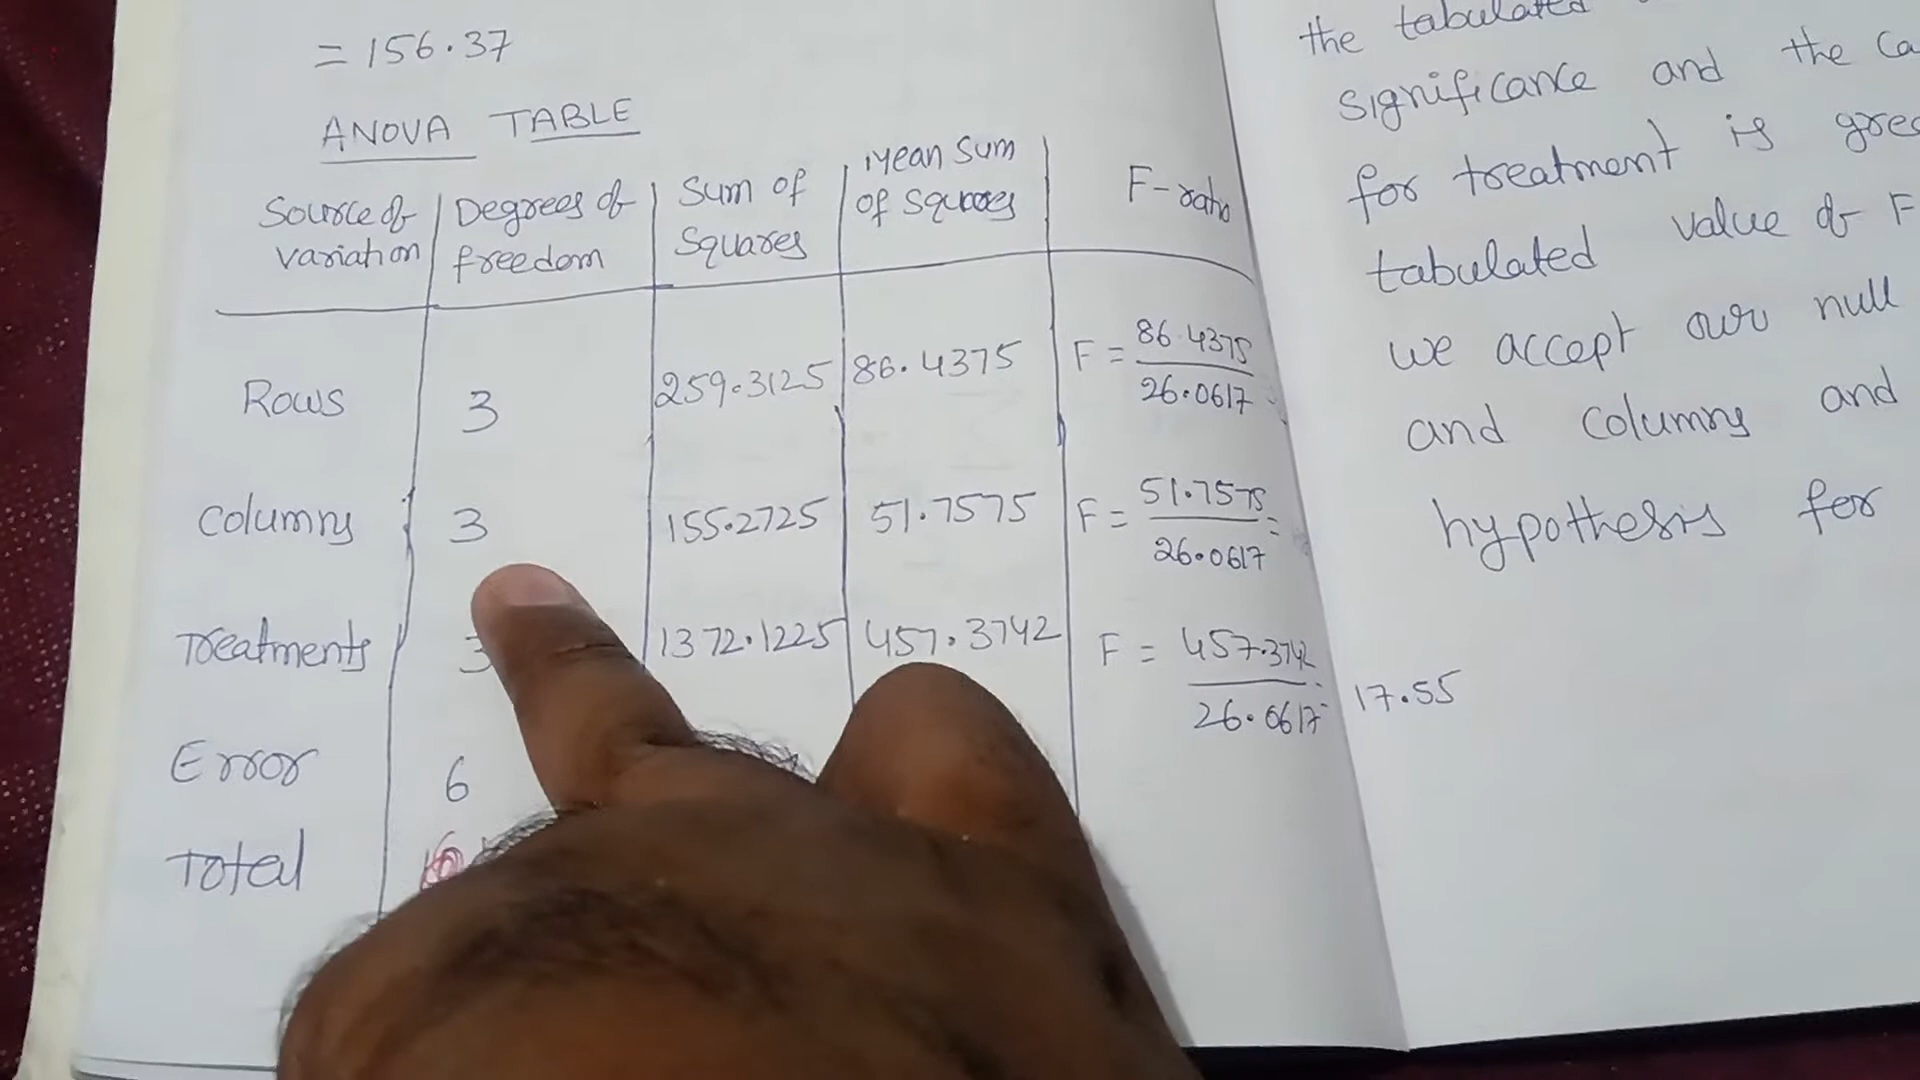 = 156.37
ANOVA TABLE
Source of variation | Degrees of freedom | Sum of Squares | Mean Sum of Squares | F-ratio
Rows | 3 | 259.3125 | 86.4375 | F = 86.4375 / 26.0617
Columns | 3 | 155.2725 | 51.7575 | F = 51.7575 / 26.0617 =
Treatments | 3 | 1372.1225 | 457.3742 | F = 457.3742 / 26.0617 = 17.55
Error | 6
Total
the tabulated
significance and the
for treatment is
tabulated value of F
we accept our null
and columns and
hypothesis for